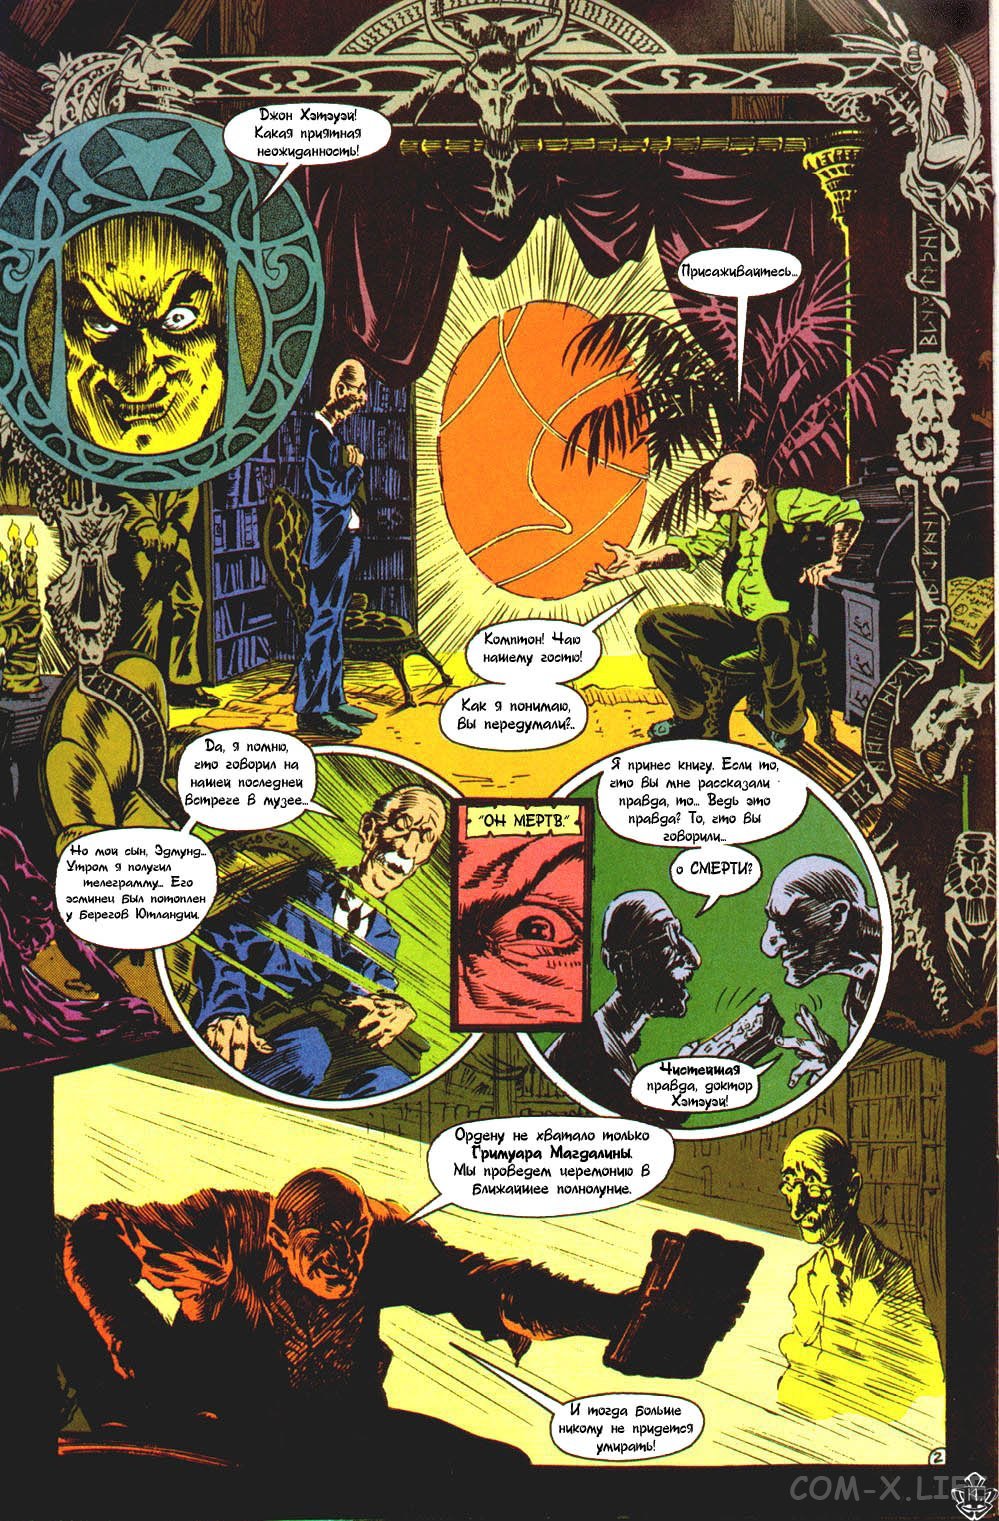 Джон Хэтэуэй!
Какая приятная
неожиданность!
Присаживайтесь...
Комптон! Чаю
нашему гостю!
Как я понимаю,
вы передумали?..
Да, я помню,
что говорил на
нашей последней
встрече в музее...
Но мой сын, Эдмунд...
Утром я получил
телеграмму... Его
эсминец был потоплен
у берегов Ютландии.
"ОН МЕРТВ."
Я принес книгу. Если то,
что вы мне рассказали
правда, то... Ведь это
правда? То, что вы
говорили...
о СМЕРТИ?
Чистейшая
правда, доктор
Хэтэуэй!
Ордену не хватало только
Гримуара Магдалины.
Мы проведем церемонию в
ближайшее полнолуние.
И тогда больше
никому не придется
умирать!
2
COM-X.LIFE